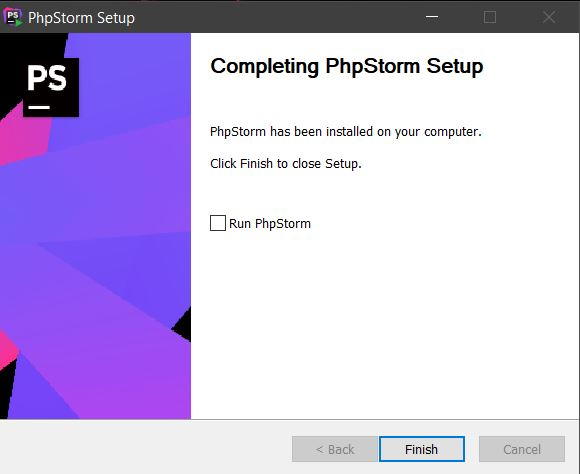 PS PhpStorm Setup
PS
Completing PhpStorm Setup
PhpStorm has been installed on your computer.
Click Finish to close Setup.
Run PhpStorm
< Back Finish Cancel